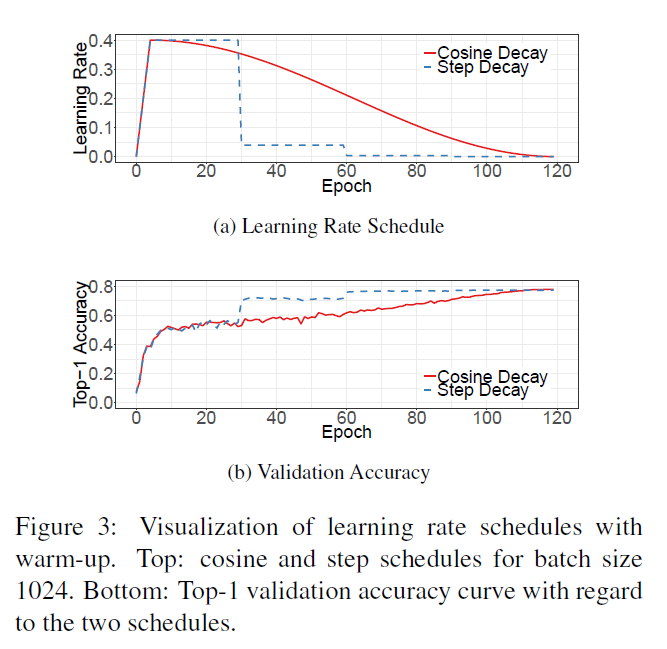 Learning Rate
0.4
0.3
0.2
0.1
0.0
Cosine Decay
Step Decay
0 20 40 60 80 100 120
Epoch
(a) Learning Rate Schedule
Top−1 Accuracy
0.8
0.6
0.4
0.2
0.0
Cosine Decay
Step Decay
0 20 40 60 80 100 120
Epoch
(b) Validation Accuracy
Figure 3: Visualization of learning rate schedules with
warm-up. Top: cosine and step schedules for batch size
1024. Bottom: Top-1 validation accuracy curve with regard
to the two schedules.